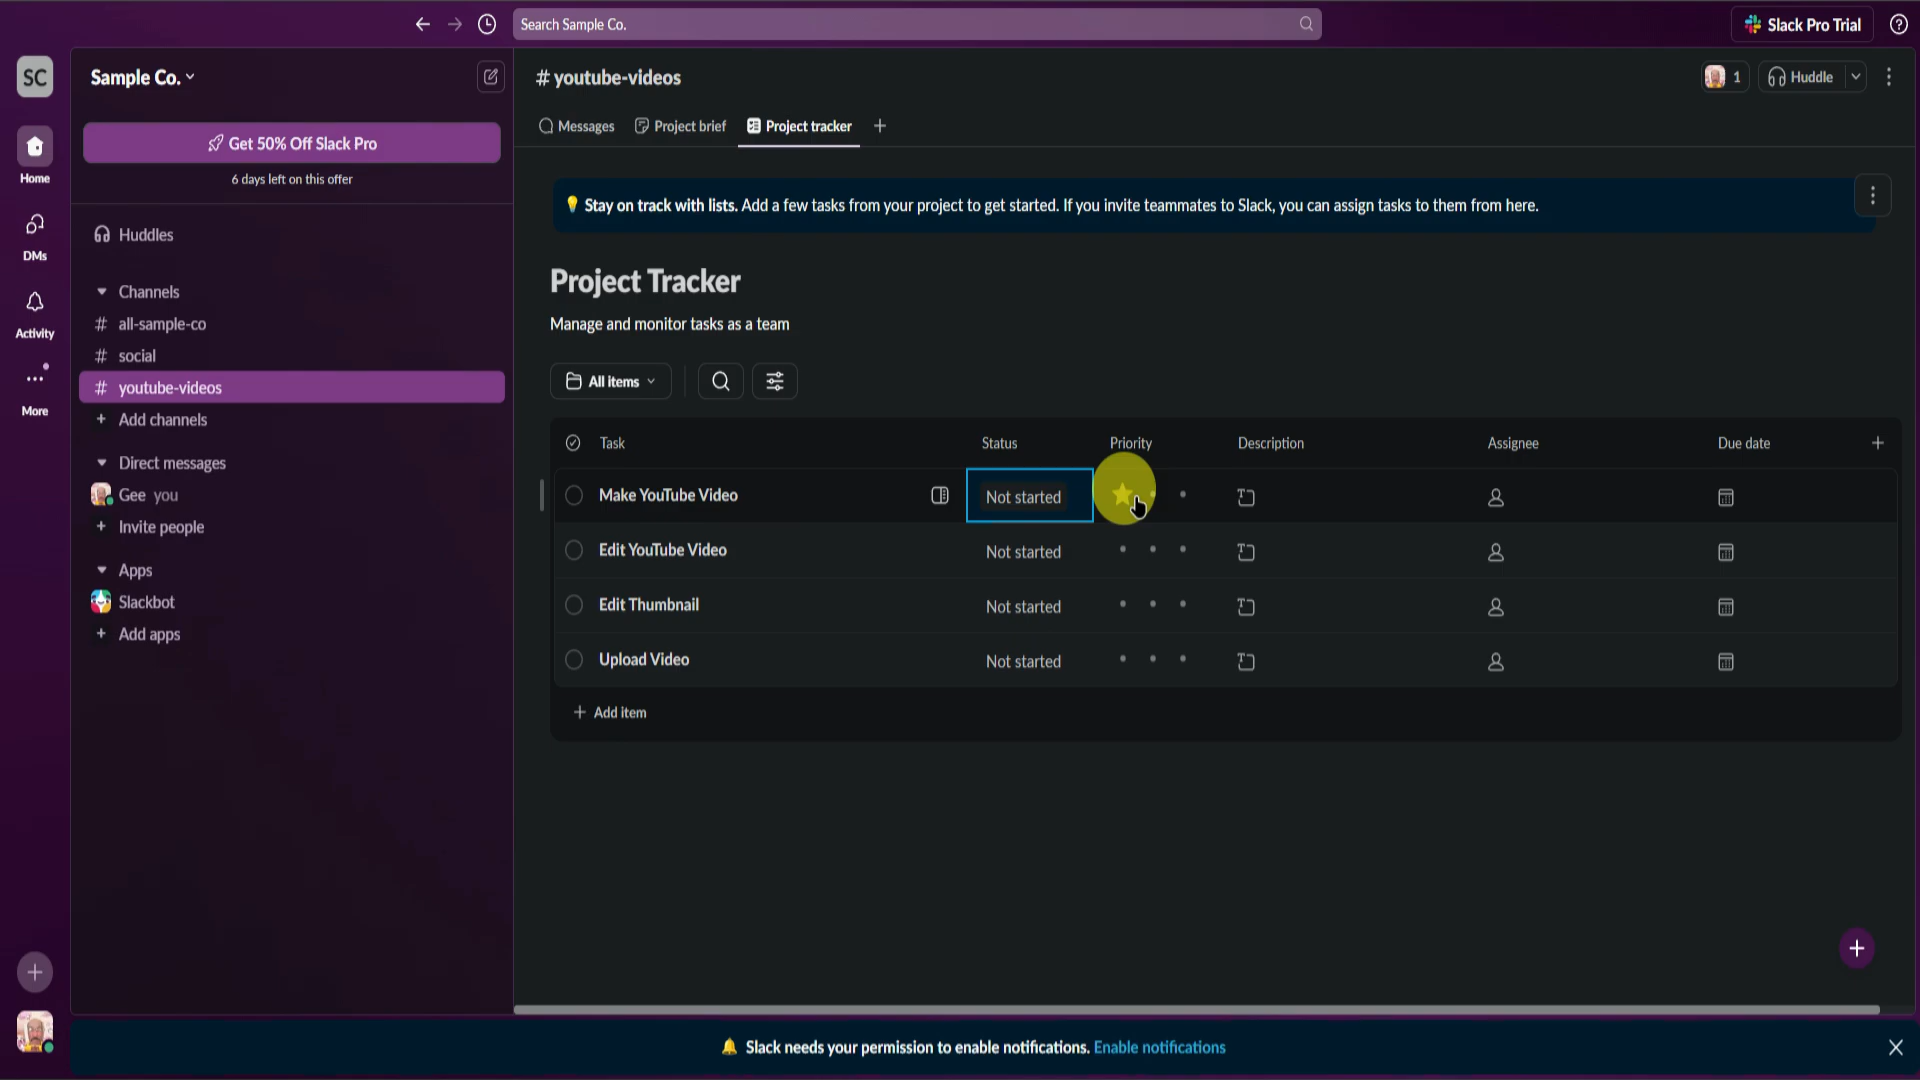 Search Sample Co.
Slack Pro Trial
SC
Sample Co.
Get 50% Off Slack Pro
6 days left on this offer
Home
DMs
Activity
More
Huddles
Channels
# all-sample-co
# social
# youtube-videos
+ Add channels
Direct messages
Gee you
+ Invite people
Apps
Slackbot
+ Add apps
# youtube-videos
1
Huddle
Messages
Project brief
Project tracker
Stay on track with lists. Add a few tasks from your project to get started. If you invite teammates to Slack, you can assign tasks to them from here.
Project Tracker
Manage and monitor tasks as a team
All items
Task Status Priority Description Assignee Due date
Make YouTube Video Not started
Edit YouTube Video Not started
Edit Thumbnail Not started
Upload Video Not started
+ Add item
Slack needs your permission to enable notifications. Enable notifications